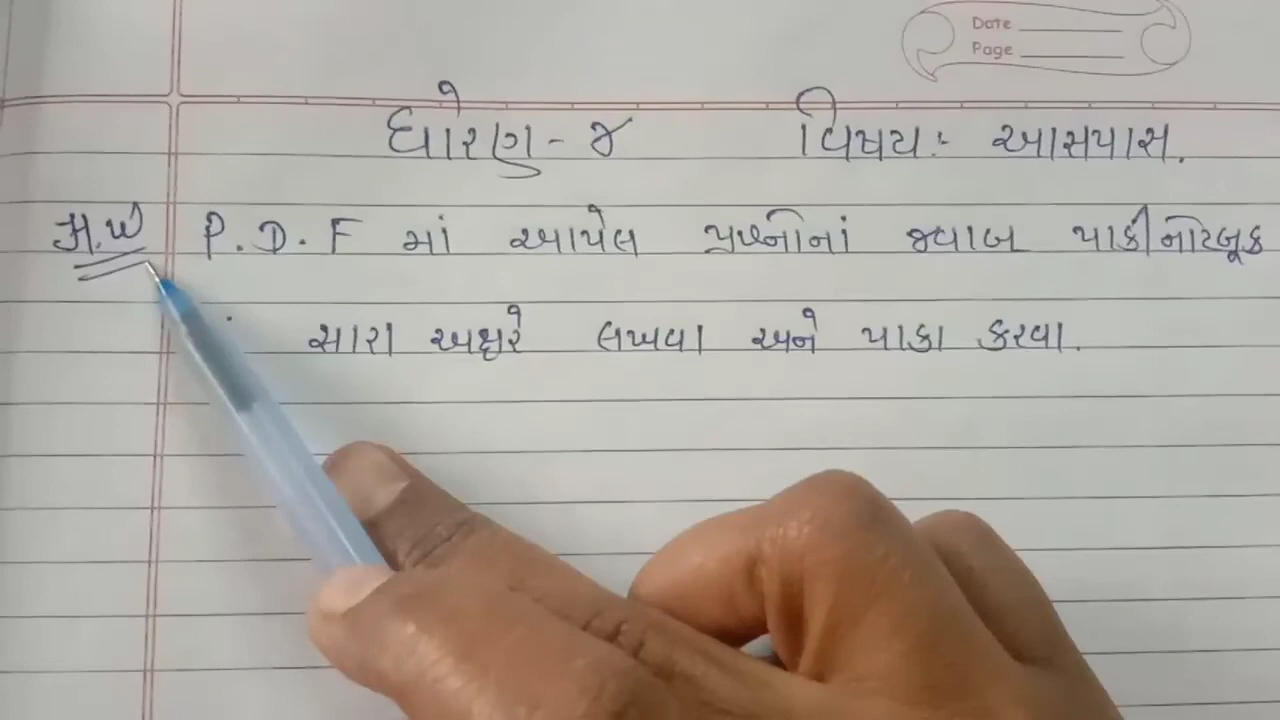 Date
Page
ધોરણ - ૪ વિષય :- આસપાસ.
H.W P.D.F માં આપેલ પ્રશ્નોનાં જવાબ પાકી નોટબૂક
સારા અક્ષરે લખવા અને પાકા કરવા.